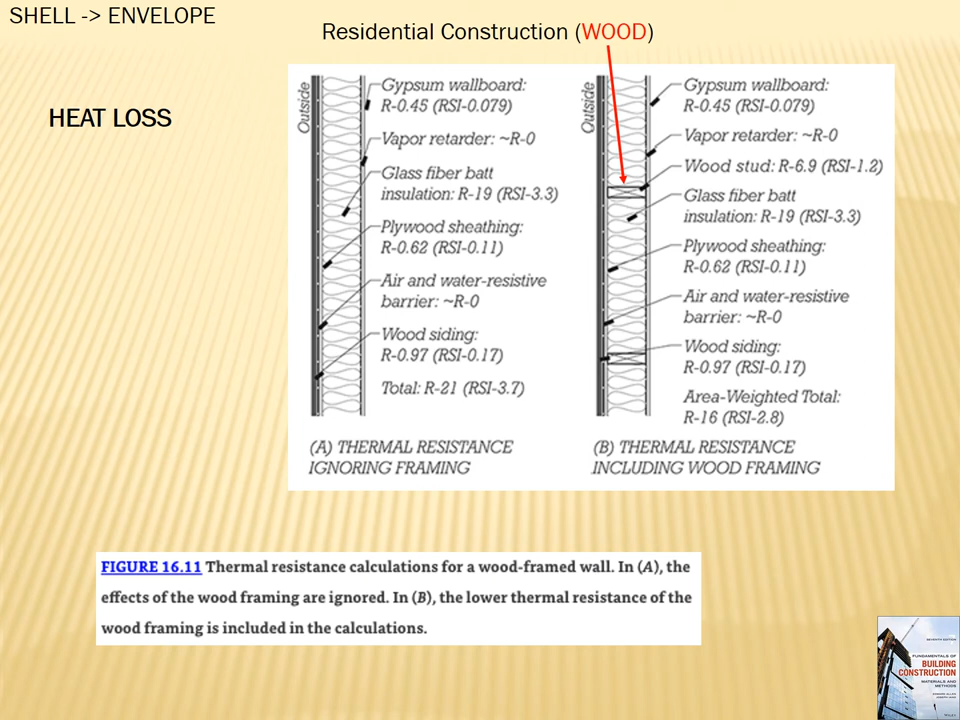 SHELL -> ENVELOPE
Residential Construction (WOOD)
HEAT LOSS
Outside
Gypsum wallboard:
R-0.45 (RSI-0.079)
Vapor retarder: ~R-0
Glass fiber batt
insulation: R-19 (RSI-3.3)
Plywood sheathing:
R-0.62 (RSI-0.11)
Air and water-resistive
barrier: ~R-0
Wood siding:
R-0.97 (RSI-0.17)
Total: R-21 (RSI-3.7)
(A) THERMAL RESISTANCE
IGNORING FRAMING
Outside
Gypsum wallboard:
R-0.45 (RSI-0.079)
Vapor retarder: ~R-0
Wood stud: R-6.9 (RSI-1.2)
Glass fiber batt
insulation: R-19 (RSI-3.3)
Plywood sheathing:
R-0.62 (RSI-0.11)
Air and water-resistive
barrier: ~R-0
Wood siding:
R-0.97 (RSI-0.17)
Area-Weighted Total:
R-16 (RSI-2.8)
(B) THERMAL RESISTANCE
INCLUDING WOOD FRAMING
FIGURE 16.11 Thermal resistance calculations for a wood-framed wall. In (A), the
effects of the wood framing are ignored. In (B), the lower thermal resistance of the
wood framing is included in the calculations.
SEVENTH EDITION
FUNDAMENTALS OF
BUILDING
CONSTRUCTION
MATERIALS AND
METHODS
WILEY